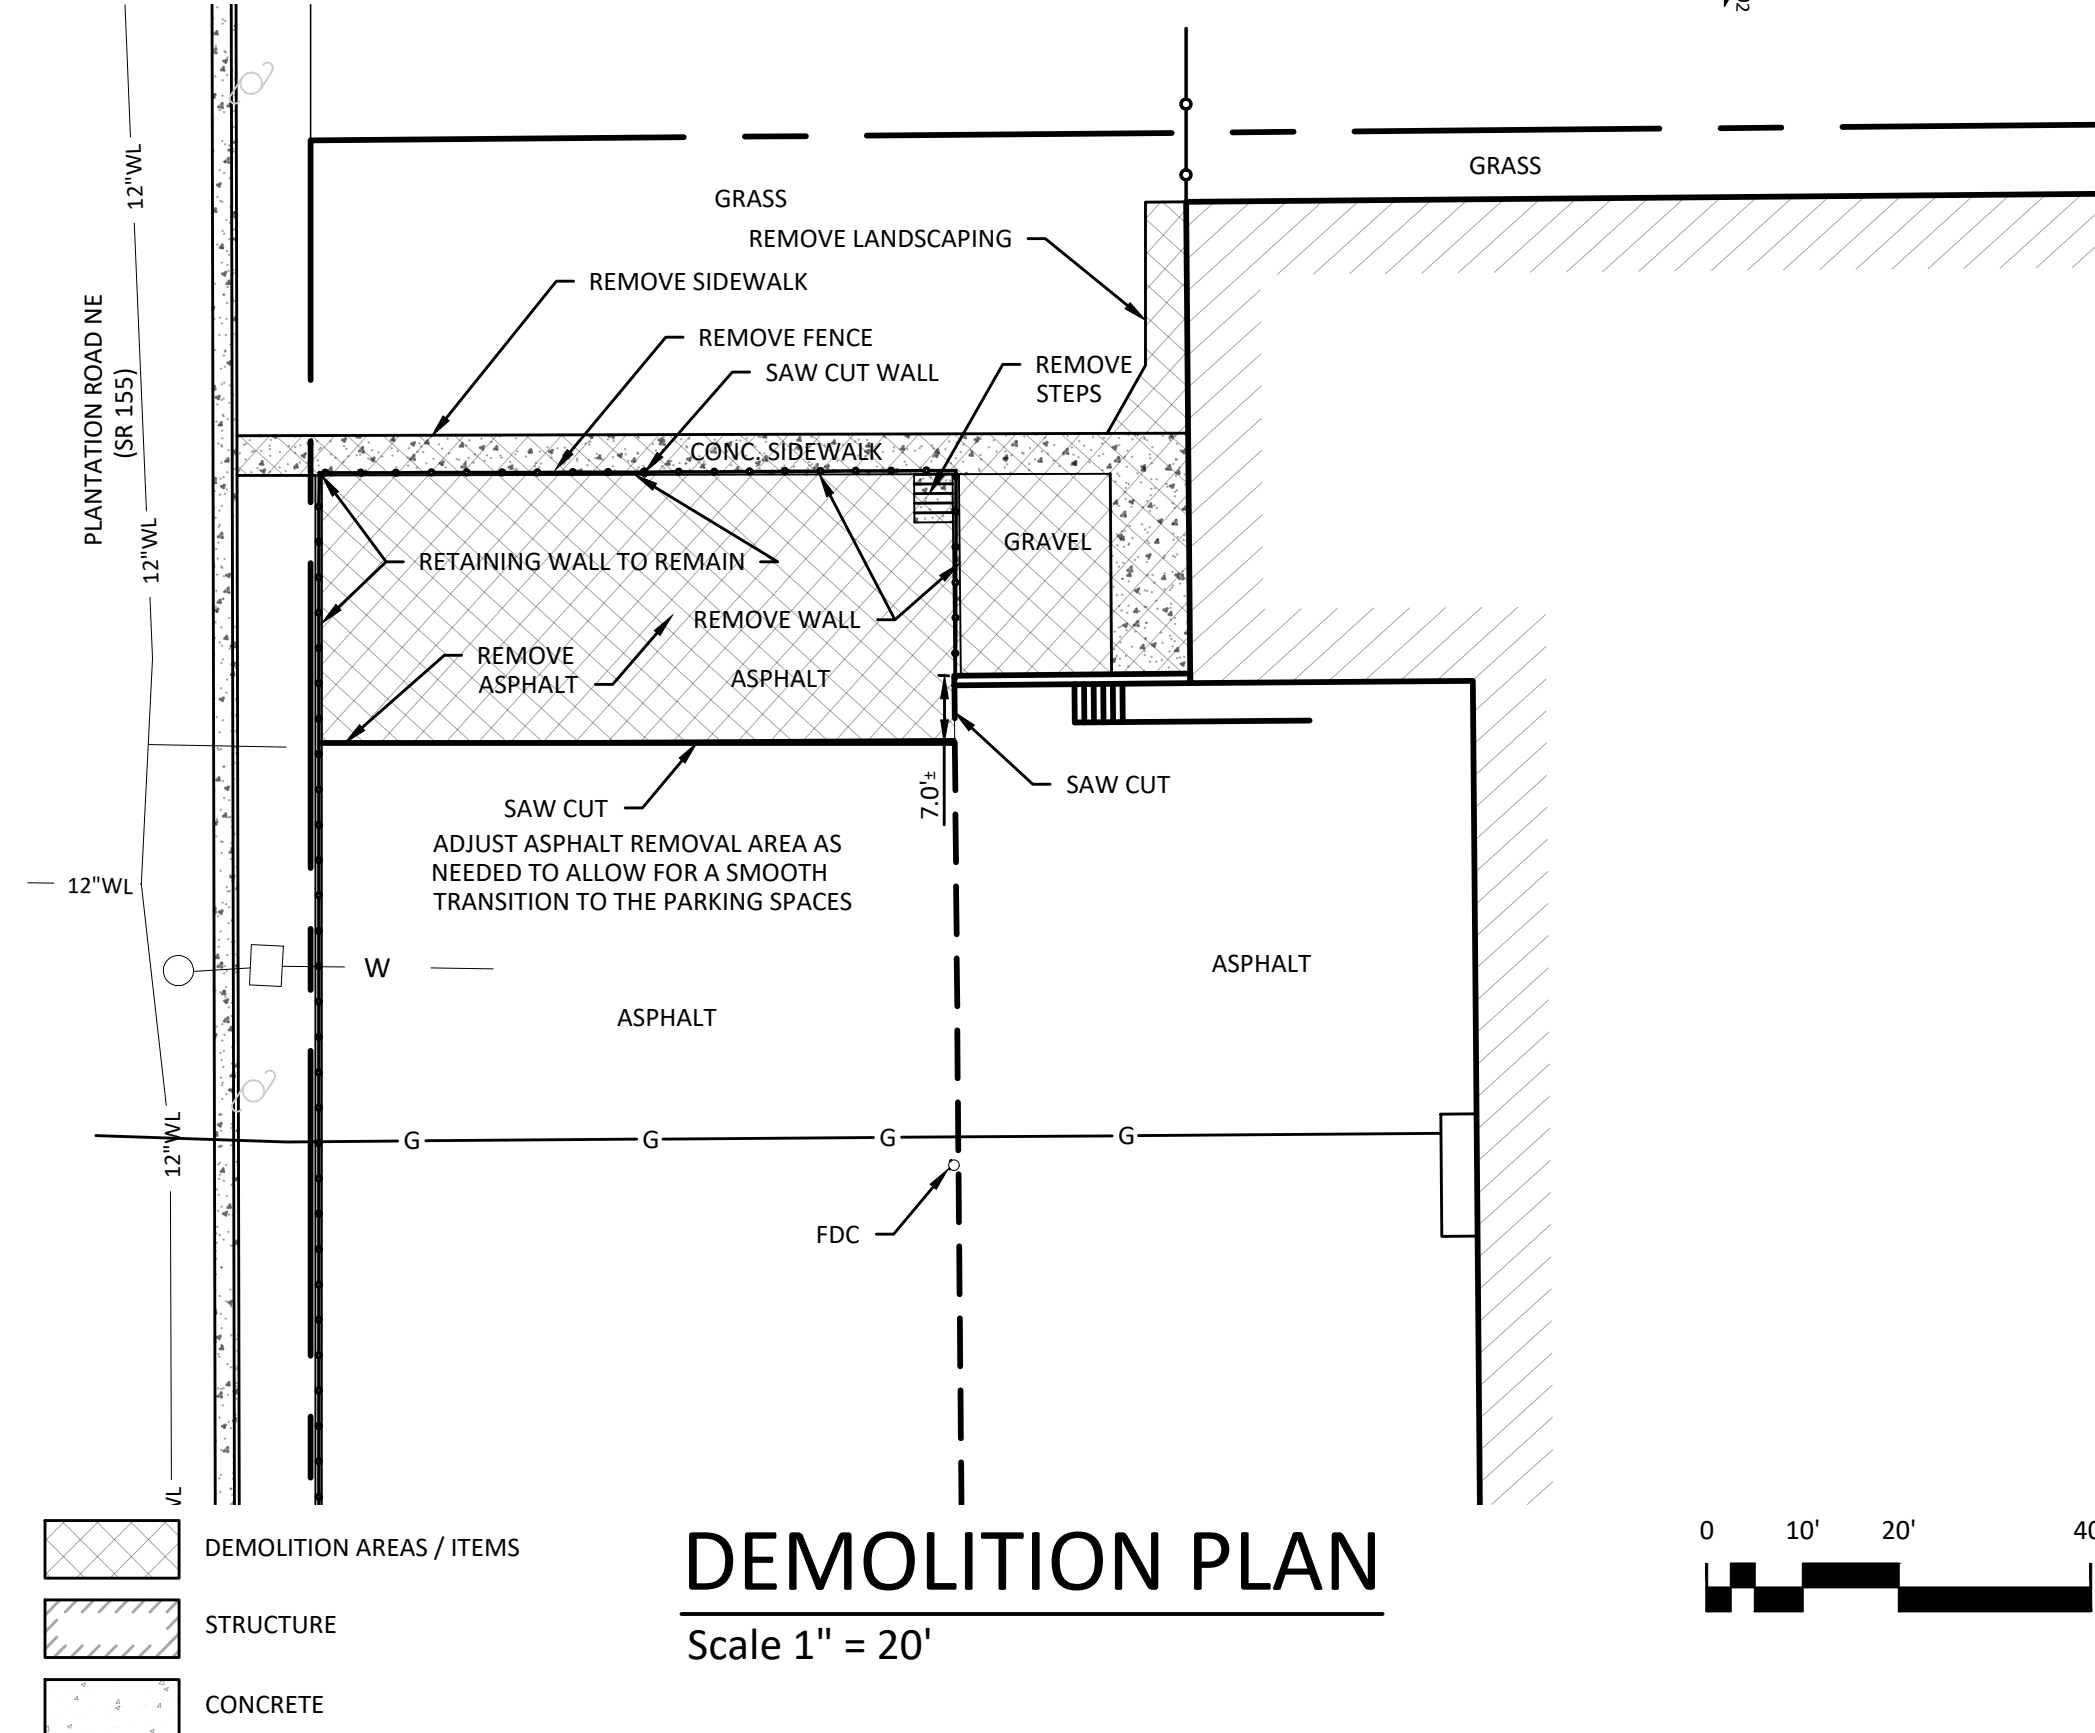 12"WL
GRASS
GRASS
REMOVE LANDSCAPING
REMOVE SIDEWALK
REMOVE FENCE
SAW CUT WALL
REMOVE
STEPS
PLANTATION ROAD NE
(SR 155)
CONC. SIDEWALK
12"WL
RETAINING WALL TO REMAIN
GRAVEL
REMOVE WALL
REMOVE
ASPHALT
ASPHALT
SAW CUT
7.0'±
SAW CUT
ADJUST ASPHALT REMOVAL AREA AS
NEEDED TO ALLOW FOR A SMOOTH
TRANSITION TO THE PARKING SPACES
12"WL
W
ASPHALT
ASPHALT
12"WL
G
G
G
G
FDC
WL
DEMOLITION AREAS / ITEMS
STRUCTURE
CONCRETE
DEMOLITION PLAN
Scale 1" = 20'
0 10' 20' 40